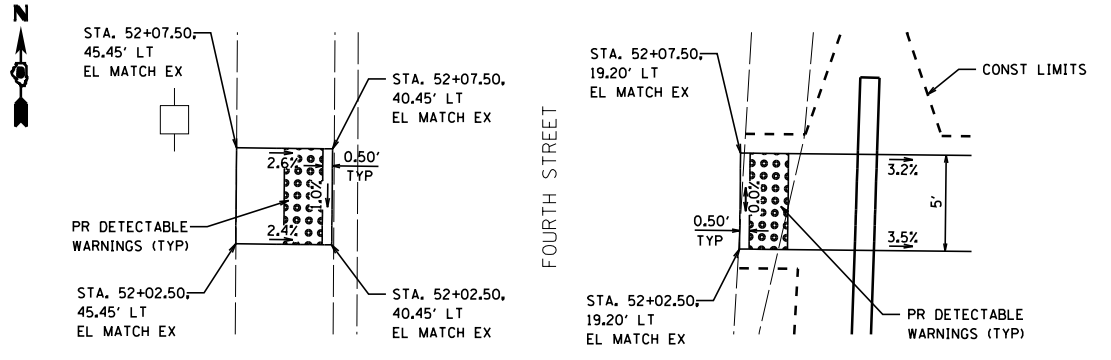 N
STA. 52+07.50,
45.45' LT
EL MATCH EX
STA. 52+07.50,
40.45' LT
EL MATCH EX
2.6%
0.50'
TYP
1.0%
PR DETECTABLE
WARNINGS (TYP)
2.4%
STA. 52+02.50,
45.45' LT
EL MATCH EX
STA. 52+02.50,
40.45' LT
EL MATCH EX
FOURTH STREET
STA. 52+07.50,
19.20' LT
EL MATCH EX
CONST LIMITS
3.2%
0.0%
5'
0.50'
TYP
3.5%
STA. 52+02.50,
19.20' LT
EL MATCH EX
PR DETECTABLE
WARNINGS (TYP)